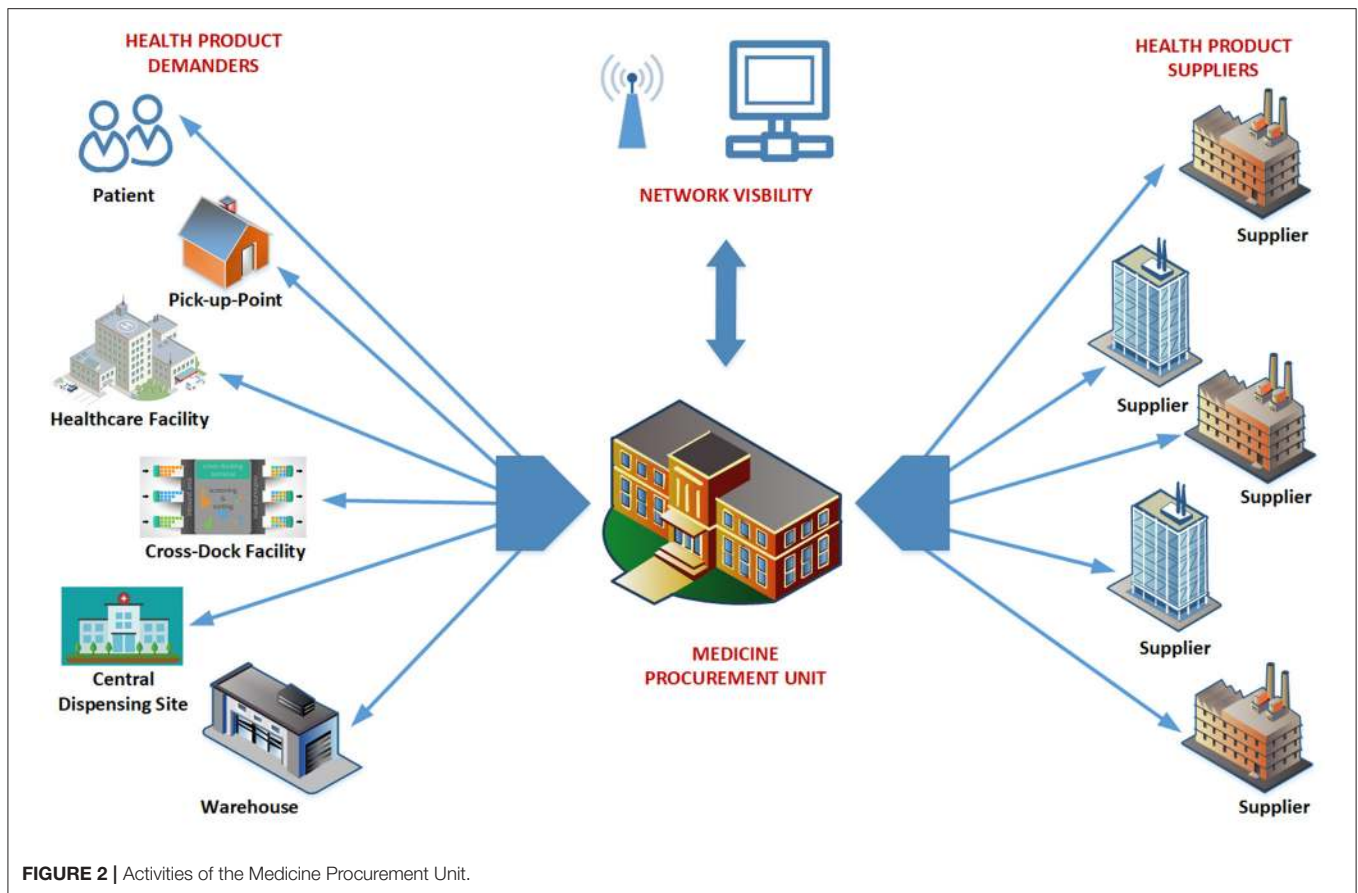 HEALTH PRODUCT
DEMANDERS
Patient
Pick-up-Point
Healthcare Facility
Cross-Dock Facility
Central
Dispensing Site
Warehouse
NETWORK VISBILITY
MEDICINE
PROCUREMENT UNIT
HEALTH PRODUCT
SUPPLIERS
Supplier
Supplier
Supplier
Supplier
Supplier
FIGURE 2 | Activities of the Medicine Procurement Unit.